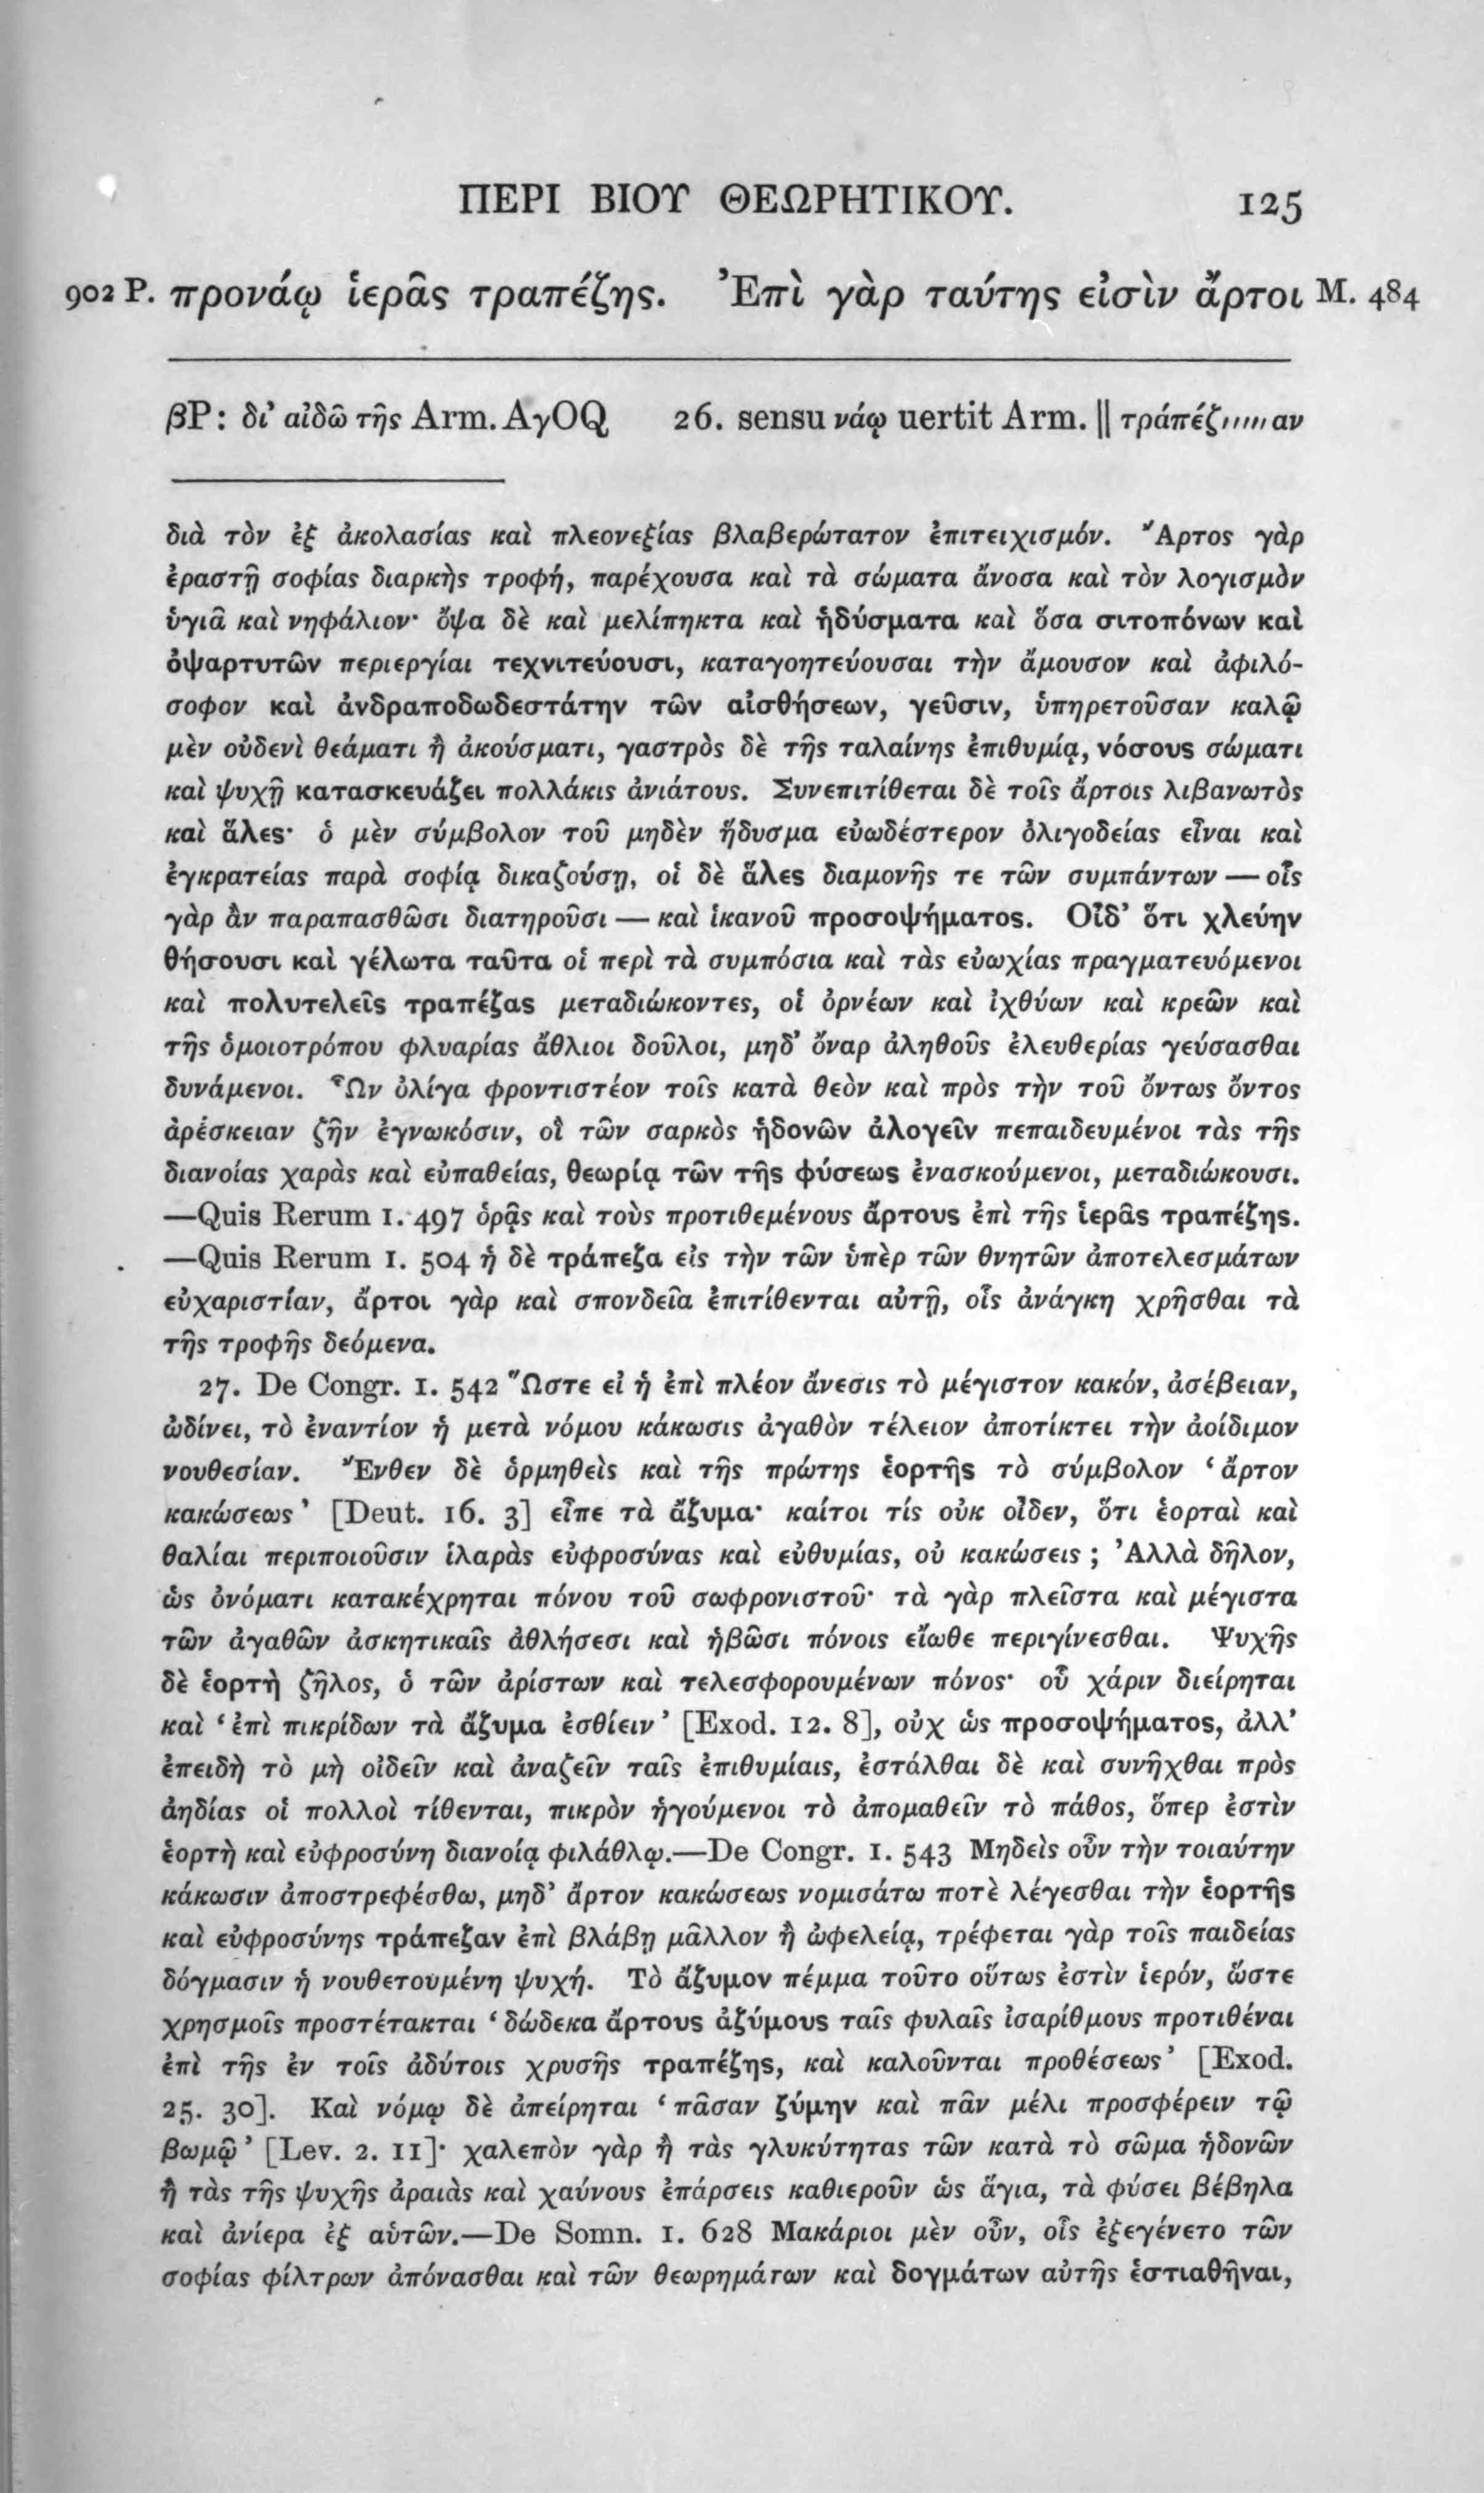 ΠΕΡΙ ΒΙΟΥ ΘΕΩΡΗΤΙΚΟΥ. 125
902 P. προνάῳ ἱερᾶς τραπέζης. Ἐπὶ γὰρ ταύτης εἰσὶν ἄρτοι M. 484
βP: δι’ αἰδῶ τῆς Arm. AγOQ 26. sensu νάῳ uertit Arm. || τράπέζ,,,,,αν
διὰ τὸν ἐξ ἀκολασίας καὶ πλεονεξίας βλαβερώτατον ἐπιτειχισμόν. Ἄρτος γὰρ
ἐραστῇ σοφίας διαρκὴς τροφή, παρέχουσα καὶ τὰ σώματα ἄνοσα καὶ τὸν λογισμὸν
ὑγιᾶ καὶ νηφάλιον· ὄψα δὲ καὶ μελίπηκτα καὶ ἡδύσματα καὶ ὅσα σιτοπόνων καὶ
ὀψαρτυτῶν περιεργίαι τεχνιτεύουσι, καταγοητεύουσαι τὴν ἄμουσον καὶ ἀφιλό-
σοφον καὶ ἀνδραποδωδεστάτην τῶν αἰσθήσεων, γεῦσιν, ὑπηρετοῦσαν καλῷ
μὲν οὐδενὶ θεάματι ἢ ἀκούσματι, γαστρὸς δὲ τῆς ταλαίνης ἐπιθυμίᾳ, νόσους σώματι
καὶ ψυχῇ κατασκευάζει πολλάκις ἀνιάτους. Συνεπιτίθεται δὲ τοῖς ἄρτοις λιβανωτὸς
καὶ ἅλες· ὁ μὲν σύμβολον τοῦ μηδὲν ἥδυσμα εὐωδέστερον ὀλιγοδείας εἶναι καὶ
ἐγκρατείας παρὰ σοφίᾳ δικαζούσῃ, οἱ δὲ ἅλες διαμονῆς τε τῶν συμπάντων — οἷς
γὰρ ἂν παραπασθῶσι διατηροῦσι — καὶ ἱκανοῦ προσοψήματος. Οἶδ’ ὅτι χλεύην
θήσουσι καὶ γέλωτα ταῦτα οἱ περὶ τὰ συμπόσια καὶ τὰς εὐωχίας πραγματευόμενοι
καὶ πολυτελεῖς τραπέζας μεταδιώκοντες, οἱ ὀρνέων καὶ ἰχθύων καὶ κρεῶν καὶ
τῆς ὁμοιοτρόπου φλυαρίας ἄθλιοι δοῦλοι, μηδ’ ὄναρ ἀληθοῦς ἐλευθερίας γεύσασθαι
δυνάμενοι. Ὧν ὀλίγα φροντιστέον τοῖς κατὰ θεὸν καὶ πρὸς τὴν τοῦ ὄντως ὄντος
ἀρέσκειαν ζῆν ἐγνωκόσιν, οἳ τῶν σαρκὸς ἡδονῶν ἀλογεῖν πεπαιδευμένοι τὰς τῆς
διανοίας χαρὰς καὶ εὐπαθείας, θεωρίᾳ τῶν τῆς φύσεως ἐνασκούμενοι, μεταδιώκουσι.
—Quis Rerum I. 497 ὁρᾷς καὶ τοὺς προτιθεμένους ἄρτους ἐπὶ τῆς ἱερᾶς τραπέζης.
—Quis Rerum I. 504 ἡ δὲ τράπεζα εἰς τὴν τῶν ὑπὲρ τῶν θνητῶν ἀποτελεσμάτων
εὐχαριστίαν, ἄρτοι γὰρ καὶ σπονδεῖα ἐπιτίθενται αὐτῇ, οἷς ἀνάγκη χρῆσθαι τὰ
τῆς τροφῆς δεόμενα.
27. De Congr. I. 542 Ὥστε εἰ ἡ ἐπὶ πλέον ἄνεσις τὸ μέγιστον κακόν, ἀσέβειαν,
ὠδίνει, τὸ ἐναντίον ἡ μετὰ νόμου κάκωσις ἀγαθὸν τέλειον ἀποτίκτει τὴν ἀοίδιμον
νουθεσίαν. Ἔνθεν δὲ ὁρμηθεὶς καὶ τῆς πρώτης ἑορτῆς τὸ σύμβολον ‘ἄρτον
κακώσεως’ [Deut. 16. 3] εἶπε τὰ ἄζυμα· καίτοι τίς οὐκ οἶδεν, ὅτι ἑορταὶ καὶ
θαλίαι περιποιοῦσιν ἱλαρὰς εὐφροσύνας καὶ εὐθυμίας, οὐ κακώσεις; Ἀλλὰ δῆλον,
ὡς ὀνόματι κατακέχρηται πόνου τοῦ σωφρονιστοῦ· τὰ γὰρ πλεῖστα καὶ μέγιστα
τῶν ἀγαθῶν ἀσκητικαῖς ἀθλήσεσι καὶ ἡβῶσι πόνοις εἴωθε περιγίνεσθαι. Ψυχῆς
δὲ ἑορτὴ ζῆλος, ὁ τῶν ἀρίστων καὶ τελεσφορουμένων πόνος· οὗ χάριν διείρηται
καὶ ‘ἐπὶ πικρίδων τὰ ἄζυμα ἐσθίειν’ [Exod. 12. 8], οὐχ ὡς προσοψήματος, ἀλλ’
ἐπειδὴ τὸ μὴ οἰδεῖν καὶ ἀναζεῖν ταῖς ἐπιθυμίαις, ἐστάλθαι δὲ καὶ συνῆχθαι πρὸς
ἀηδίας οἱ πολλοὶ τίθενται, πικρὸν ἡγούμενοι τὸ ἀπομαθεῖν τὸ πάθος, ὅπερ ἐστὶν
ἑορτὴ καὶ εὐφροσύνη διανοίᾳ φιλάθλῳ.—De Congr. I. 543 Μηδεὶς οὖν τὴν τοιαύτην
κάκωσιν ἀποστρεφέσθω, μηδ’ ἄρτον κακώσεως νομισάτω ποτὲ λέγεσθαι τὴν ἑορτῆς
καὶ εὐφροσύνης τράπεζαν ἐπὶ βλάβῃ μᾶλλον ἢ ὠφελείᾳ, τρέφεται γὰρ τοῖς παιδείας
δόγμασιν ἡ νουθετουμένη ψυχή. Τὸ ἄζυμον πέμμα τοῦτο οὕτως ἐστὶν ἱερόν, ὥστε
χρησμοῖς προστέτακται ‘δώδεκα ἄρτους ἀζύμους ταῖς φυλαῖς ἰσαρίθμους προτιθέναι
ἐπὶ τῆς ἐν τοῖς ἀδύτοις χρυσῆς τραπέζης, καὶ καλοῦνται προθέσεως’ [Exod.
25. 30]. Καὶ νόμῳ δὲ ἀπείρηται ‘πᾶσαν ζύμην καὶ πᾶν μέλι προσφέρειν τῷ
βωμῷ’ [Lev. 2. 11]· χαλεπὸν γὰρ ἢ τὰς γλυκύτητας τῶν κατὰ τὸ σῶμα ἡδονῶν
ἢ τὰς τῆς ψυχῆς ἀραιὰς καὶ χαύνους ἐπάρσεις καθιεροῦν ὡς ἅγια, τὰ φύσει βέβηλα
καὶ ἀνίερα ἐξ αὑτῶν.—De Somn. I. 628 Μακάριοι μὲν οὖν, οἷς ἐξεγένετο τῶν
σοφίας φίλτρων ἀπόνασθαι καὶ τῶν θεωρημάτων καὶ δογμάτων αὐτῆς ἑστιαθῆναι,